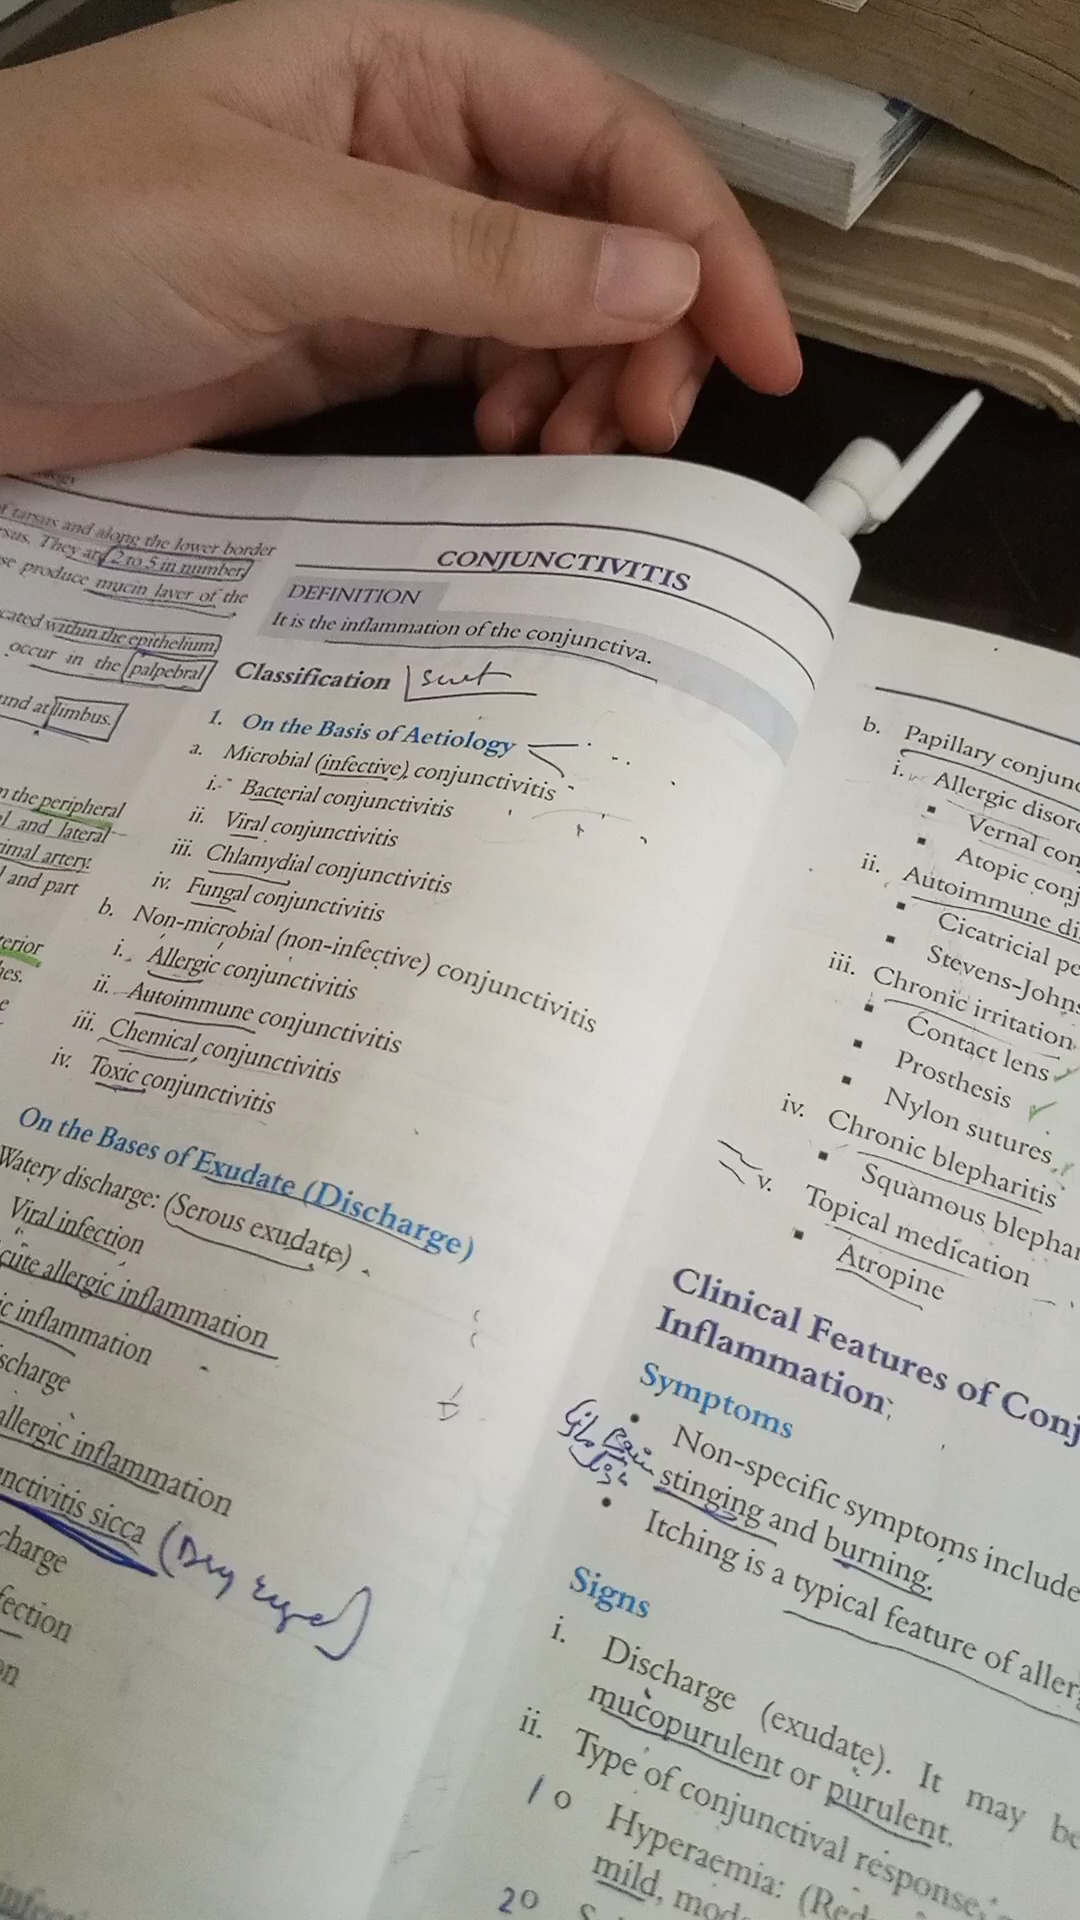 of tarsus and along the lower border
They are 2 to 5 in number,
produce mucin layer of the
within the epithelium,
occur in the palpebral
at limbus.
the peripheral
and lateral
artery.
and part
CONJUNCTIVITIS
DEFINITION
It is the inflammation of the conjunctiva.
Classification
1. On the Basis of Aetiology
a. Microbial (infective) conjunctivitis
i. Bacterial conjunctivitis
ii. Viral conjunctivitis
iii. Chlamydial conjunctivitis
iv. Fungal conjunctivitis
b. Non-microbial (non-infective) conjunctivitis
i. Allergic conjunctivitis
ii. Autoimmune conjunctivitis
iii. Chemical conjunctivitis
iv. Toxic conjunctivitis
On the Bases of Exudate (Discharge)
Watery discharge: (Serous exudate)
Viral infection
cute allergic inflammation
ic inflammation
scharge
allergic inflammation
nctivitis sicca (Dry eye)
charge
fection
on
b. Papillary conjunc
i. Allergic disor
▪ Vernal con
▪ Atopic conj
ii. Autoimmune di
▪ Cicatricial pe
▪ Stevens-Johns
iii. Chronic irritation
▪ Contact lens
▪ Prosthesis
▪ Nylon sutures
iv. Chronic blepharitis
▪ Squamous blephar
v. Topical medication
▪ Atropine
Clinical Features of Conj
Inflammation
Symptoms
• Non-specific symptoms include
stinging and burning.
• Itching is a typical feature of allerg
Signs
i. Discharge (exudate). It may be
mucopurulent or purulent.
ii. Type of conjunctival response
1 o Hyperaemia: (Red
mild, mod
2 o